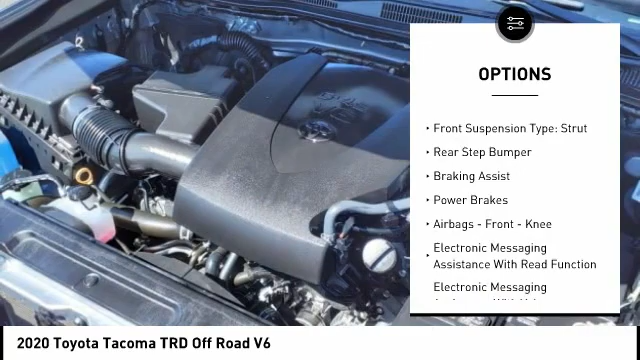 OPTIONS
• Front Suspension Type: Strut
• Rear Step Bumper
• Braking Assist
• Power Brakes
• Airbags - Front - Knee
• Electronic Messaging
Assistance With Read Function
Electronic Messaging
2020 Toyota Tacoma TRD Off Road V6